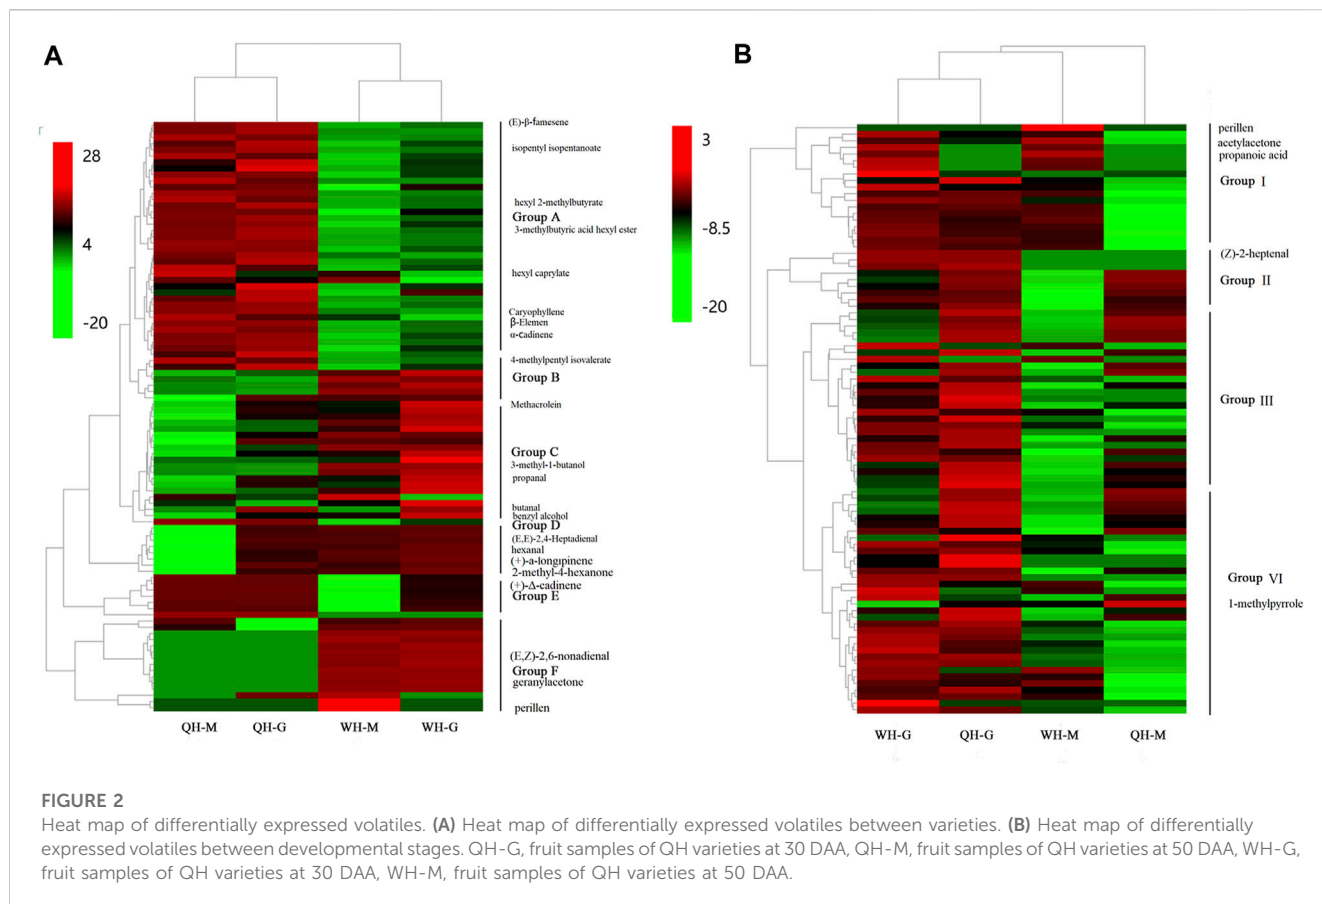 A
28
4
-20
(E)-β-famesene
isopentyl isopentanoate
hexyl 2-methylbutyrate
Group A
3-methylbutyric acid hexyl ester
hexyl caprylate
Caryophyllene
β-Elemen
α-cadinene
4-methylpentyl isovalerate
Group B
Methacrolein
Group C
3-methyl-1-butanol
propanal
butanal
benzyl alcohol
Group D
(E,E)-2,4-Heptadienal
hexanal
(+)-a-longipinene
2-methyl-4-hexanone
(+)-Δ-cadinene
Group E
(E,Z)-2,6-nonadienal
Group F
geranylacetone
perillen
QH-M QH-G WH-M WH-G
B
3
-8.5
-20
perillen
acetylacetone
propanoic acid
Group I
(Z)-2-heptenal
Group II
Group III
Group VI
1-methylpyrrole
WH-G QH-G WH-M QH-M
FIGURE 2
Heat map of differentially expressed volatiles. (A) Heat map of differentially expressed volatiles between varieties. (B) Heat map of differentially
expressed volatiles between developmental stages. QH-G, fruit samples of QH varieties at 30 DAA, QH-M, fruit samples of QH varieties at 50 DAA, WH-G,
fruit samples of QH varieties at 30 DAA, WH-M, fruit samples of QH varieties at 50 DAA.